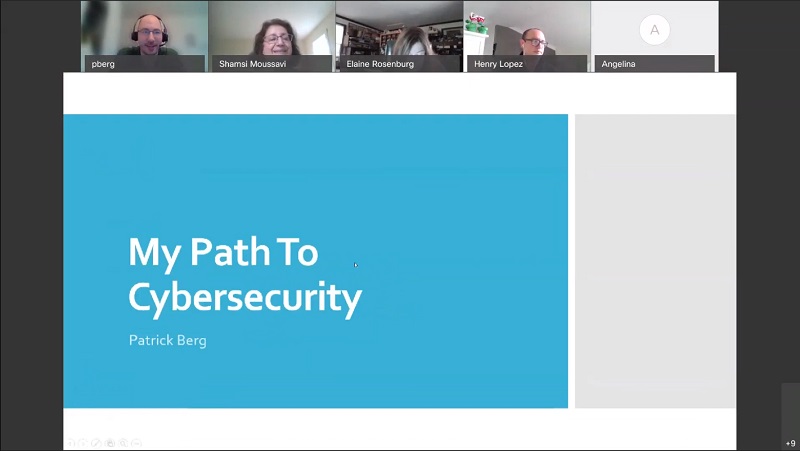 pberg
Shamsi Moussavi
Elaine Rosenburg
Henry Lopez
A
Angelina
My Path To
Cybersecurity
Patrick Berg
+9